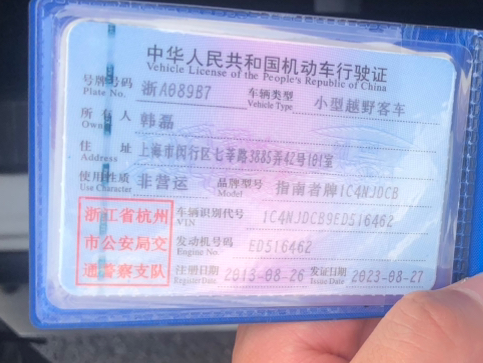 中华人民共和国机动车行驶证
Vehicle License of the People's Republic of China
号牌号码 浙A089B7 车辆类型 小型越野客车
Plate No. Vehicle Type
所有人 韩磊
Owner
住址 上海市闵行区七莘路3885弄42号101室
Address
使用性质 非营运 品牌型号 指南者牌1C4NJDCB
Use Character
浙江省杭州
市公安局交
通警察支队
车辆识别代号 1C4NJDCB9ED516462
VIN
发动机号码 ED516462
Engine No.
注册日期 2013-08-26 发证日期 2023-08-27
Register Date Issue Date